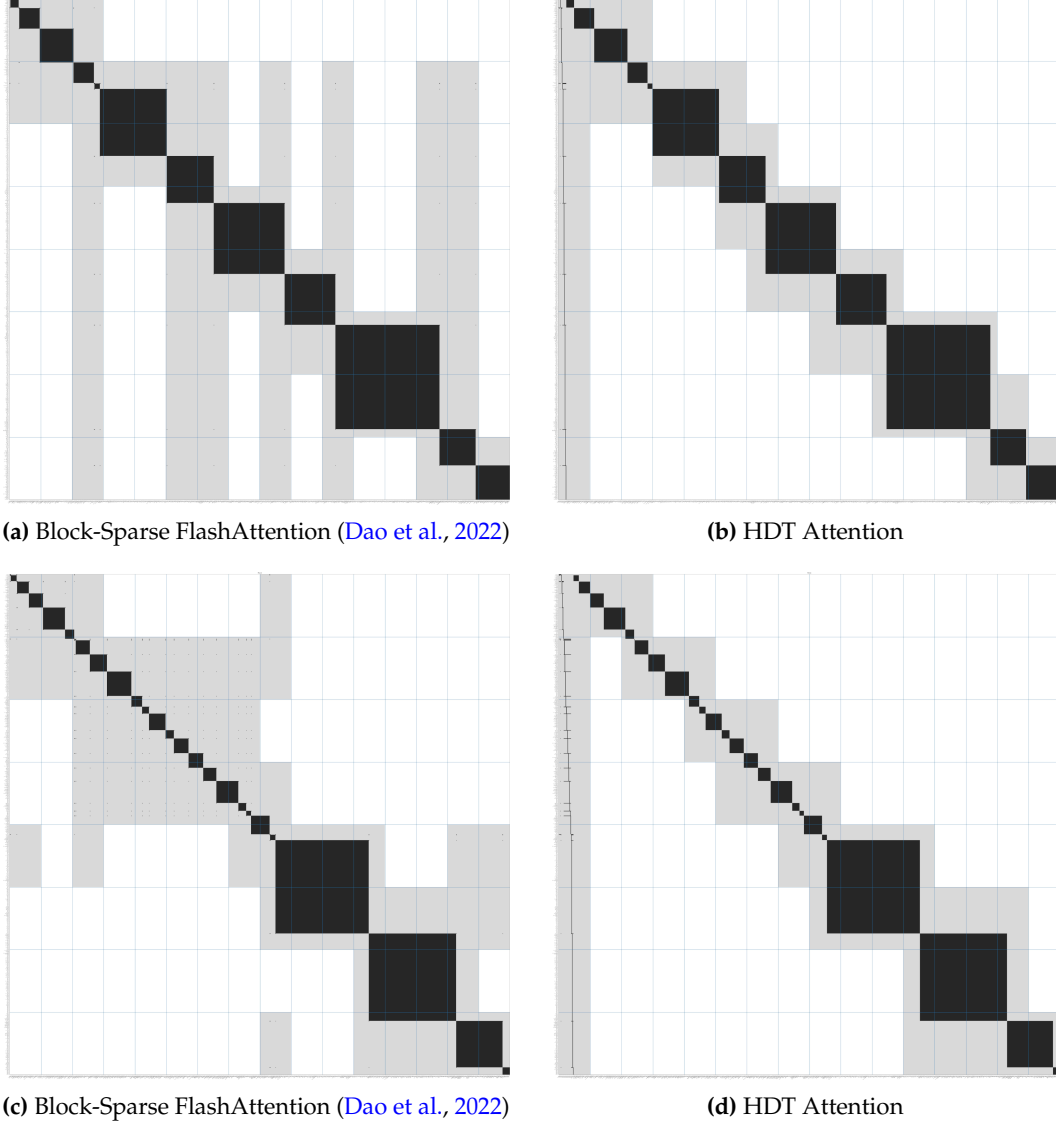 (a) Block-Sparse FlashAttention (Dao et al., 2022)
(b) HDT Attention
(c) Block-Sparse FlashAttention (Dao et al., 2022)
(d) HDT Attention